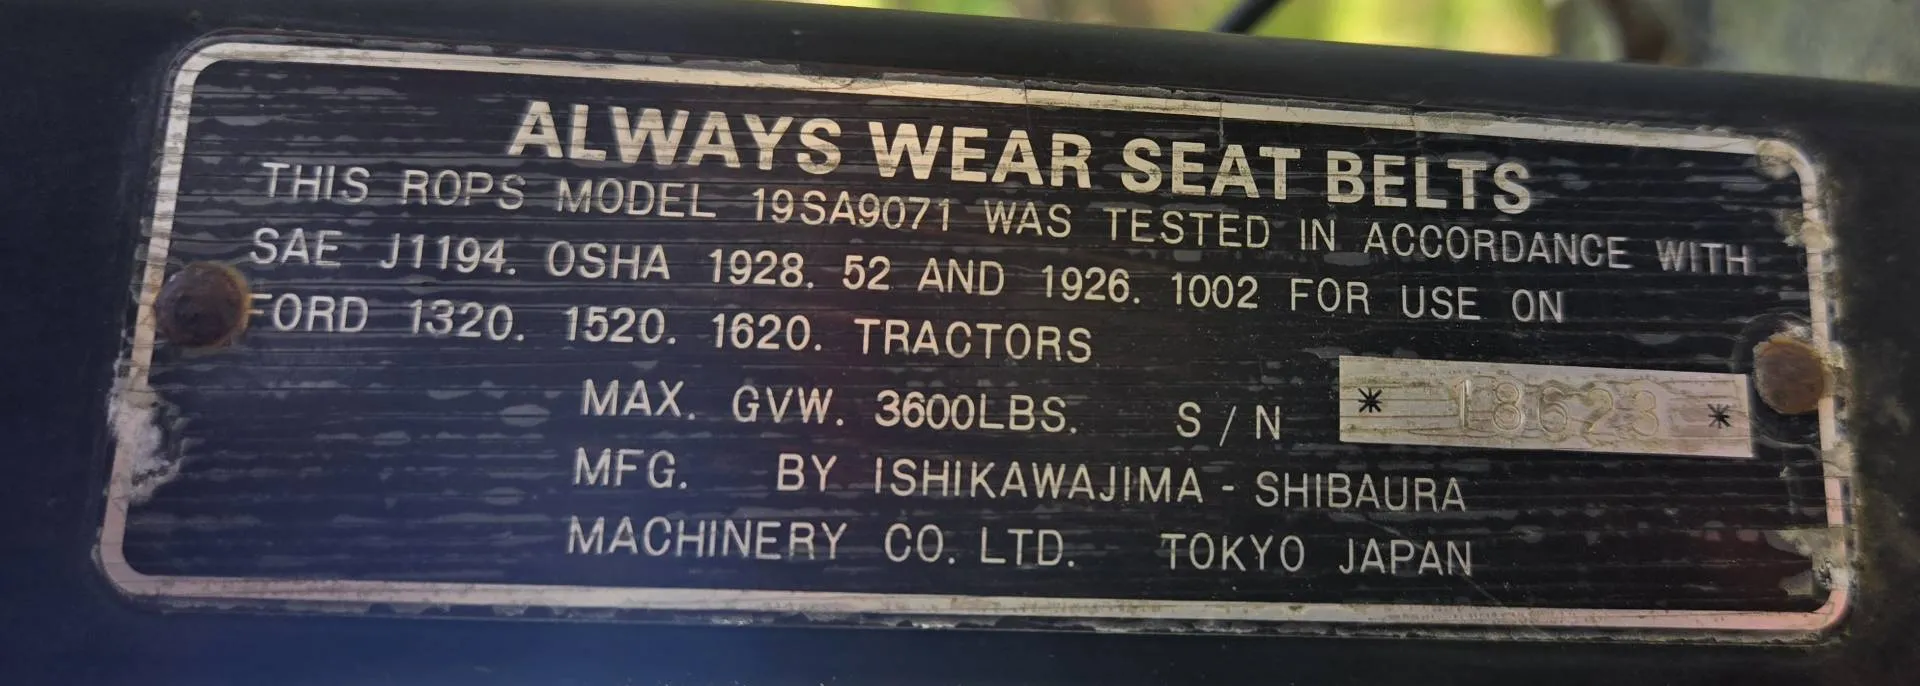 ALWAYS WEAR SEAT BELTS
THIS ROPS MODEL 19SA9071 WAS TESTED IN ACCORDANCE WITH
SAE J1194. OSHA 1928. 52 AND 1926. 1002 FOR USE ON
FORD 1320. 1520. 1620. TRACTORS
MAX. GVW. 3600LBS. S / N * 18623 *
MFG. BY ISHIKAWAJIMA - SHIBAURA
MACHINERY CO. LTD. TOKYO JAPAN